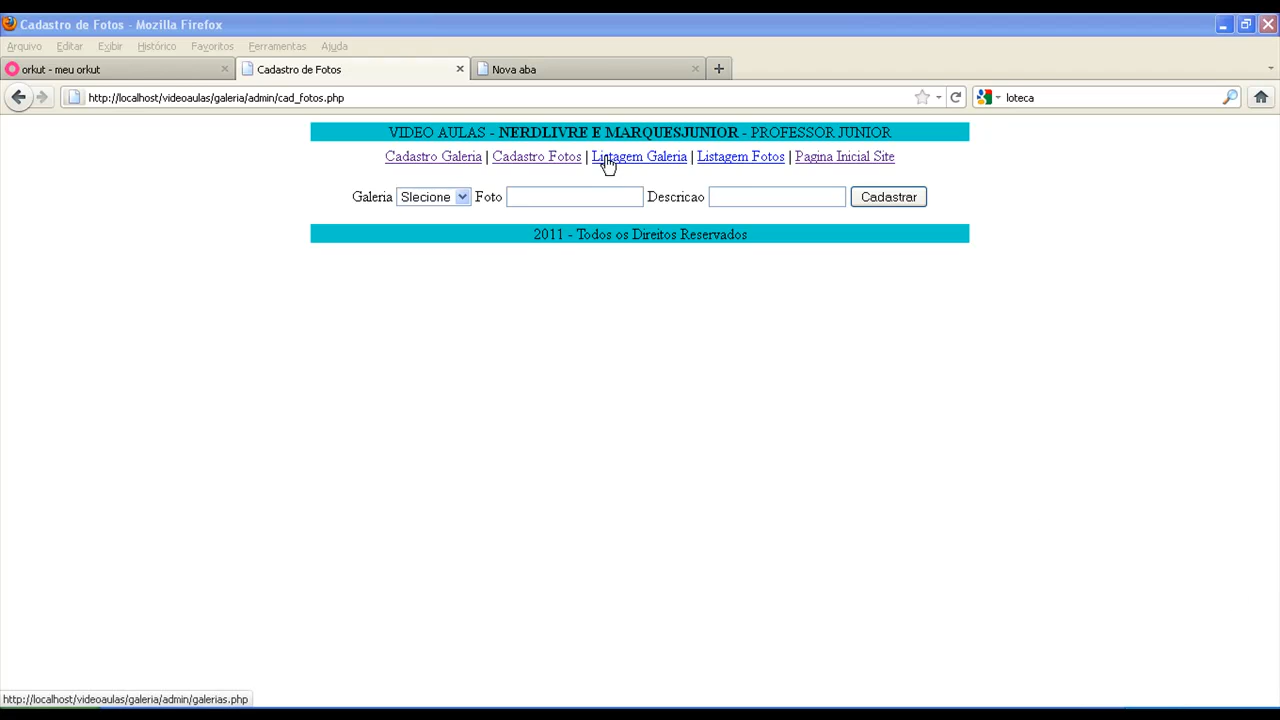 Cadastro de Fotos - Mozilla Firefox
Arquivo Editar Exibir Histórico Favoritos Ferramentas Ajuda
orkut - meu orkut Cadastro de Fotos Nova aba
http://localhost/videoaulas/galeria/admin/cad_fotos.php loteca
VIDEO AULAS - NERDLIVRE E MARQUESJUNIOR - PROFESSOR JUNIOR
Cadastro Galeria | Cadastro Fotos | Listagem Galeria | Listagem Fotos | Pagina Inicial Site
Galeria Slecione Foto Descricao Cadastrar
2011 - Todos os Direitos Reservados
http://localhost/videoaulas/galeria/admin/galerias.php